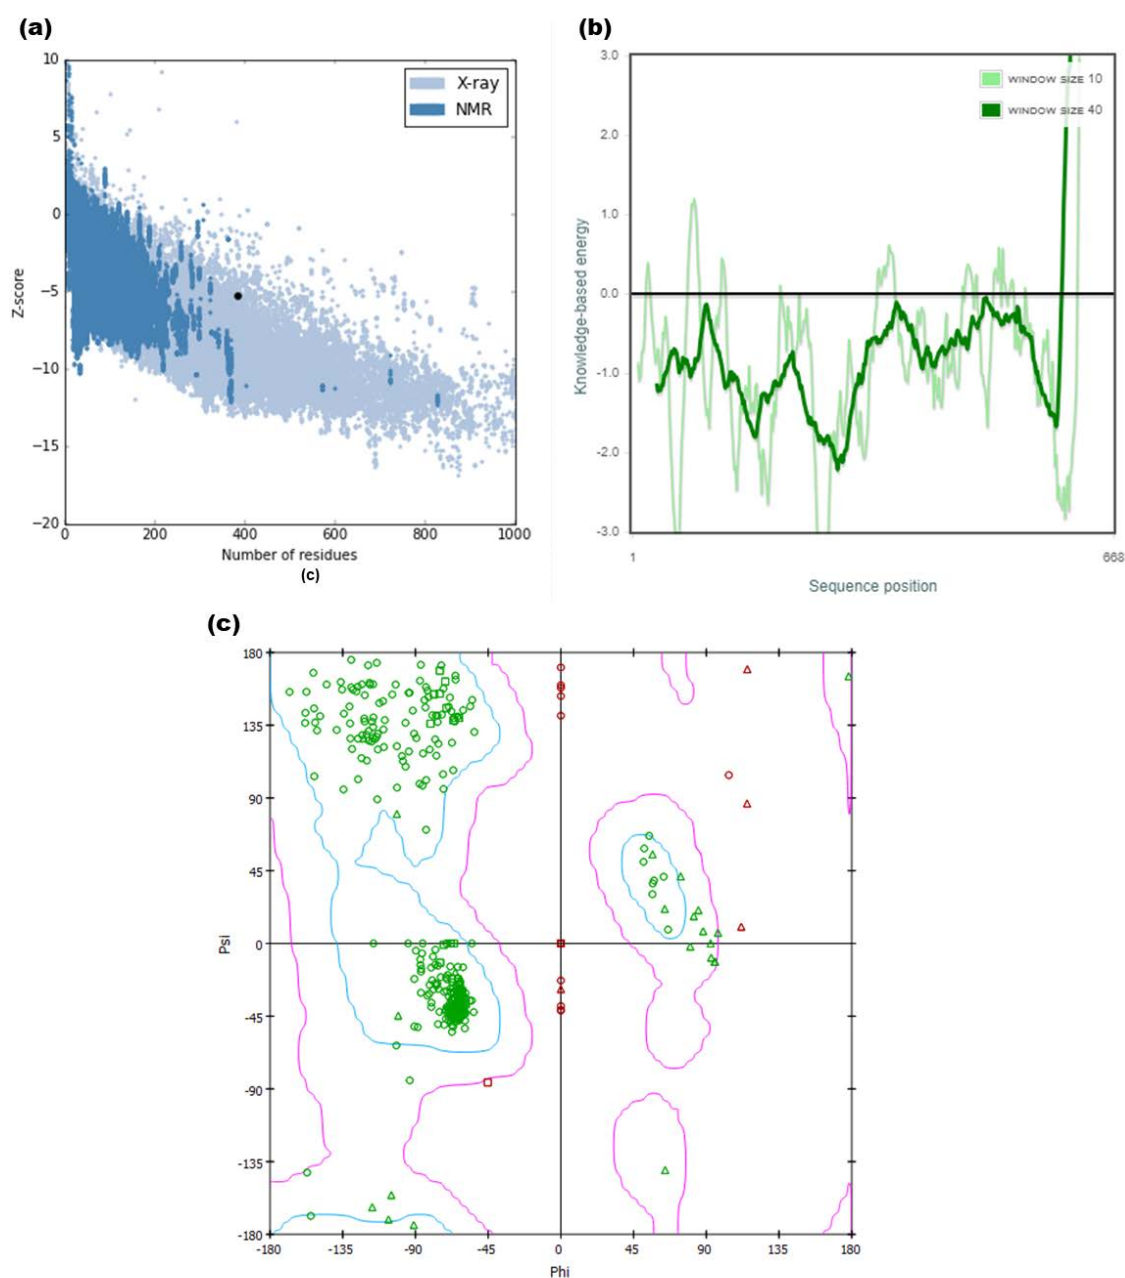 (a)
10
5
0
−5
−10
−15
−20
Z-score
X-ray
NMR
0 200 400 600 800 1000
Number of residues
(c)
(b)
3.0
2.0
1.0
0.0
-1.0
-2.0
-3.0
Knowledge-based energy
WINDOW SIZE 10
WINDOW SIZE 40
1 668
Sequence position
(c)
180
135
90
45
0
-45
-90
-135
-180
Psi
-180 -135 -90 -45 0 45 90 135 180
Phi